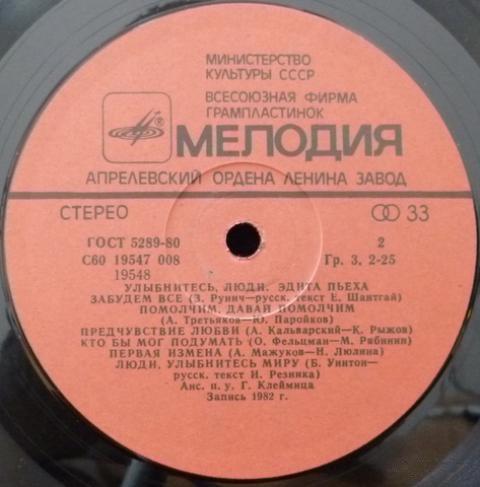 МИНИСТЕРСТВО
КУЛЬТУРЫ СССР
ВСЕСОЮЗНАЯ ФИРМА
ГРАМПЛАСТИНОК
МЕЛОДИЯ
АПРЕЛЕВСКИЙ ОРДЕНА ЛЕНИНА ЗАВОД
СТЕРЕО 33
ГОСТ 5289-80 2
С60 19547 008 Гр. 3, 2-25
19548
УЛЫБНИТЕСЬ, ЛЮДИ. ЭДИТА ПЬЕХА
ЗАБУДЕМ ВСЕ (З. Рунич—русск. текст Е. Шантгай)
ПОМОЛЧИМ, ДАВАЙ ПОМОЛЧИМ
(А. Третьяков—Ю. Паройков)
ПРЕДЧУВСТВИЕ ЛЮБВИ (А. Кальварский—К. Рыжов)
КТО БЫ МОГ ПОДУМАТЬ (О. Фельцман—М. Рябинин)
ПЕРВАЯ ИЗМЕНА (А. Мажуков—Н. Люлина)
ЛЮДИ, УЛЫБНИТЕСЬ МИРУ (Б. Уинтон—
русск. текст И. Резника)
Анс. п. у. Г. Клеймица
Запись 1982 г.